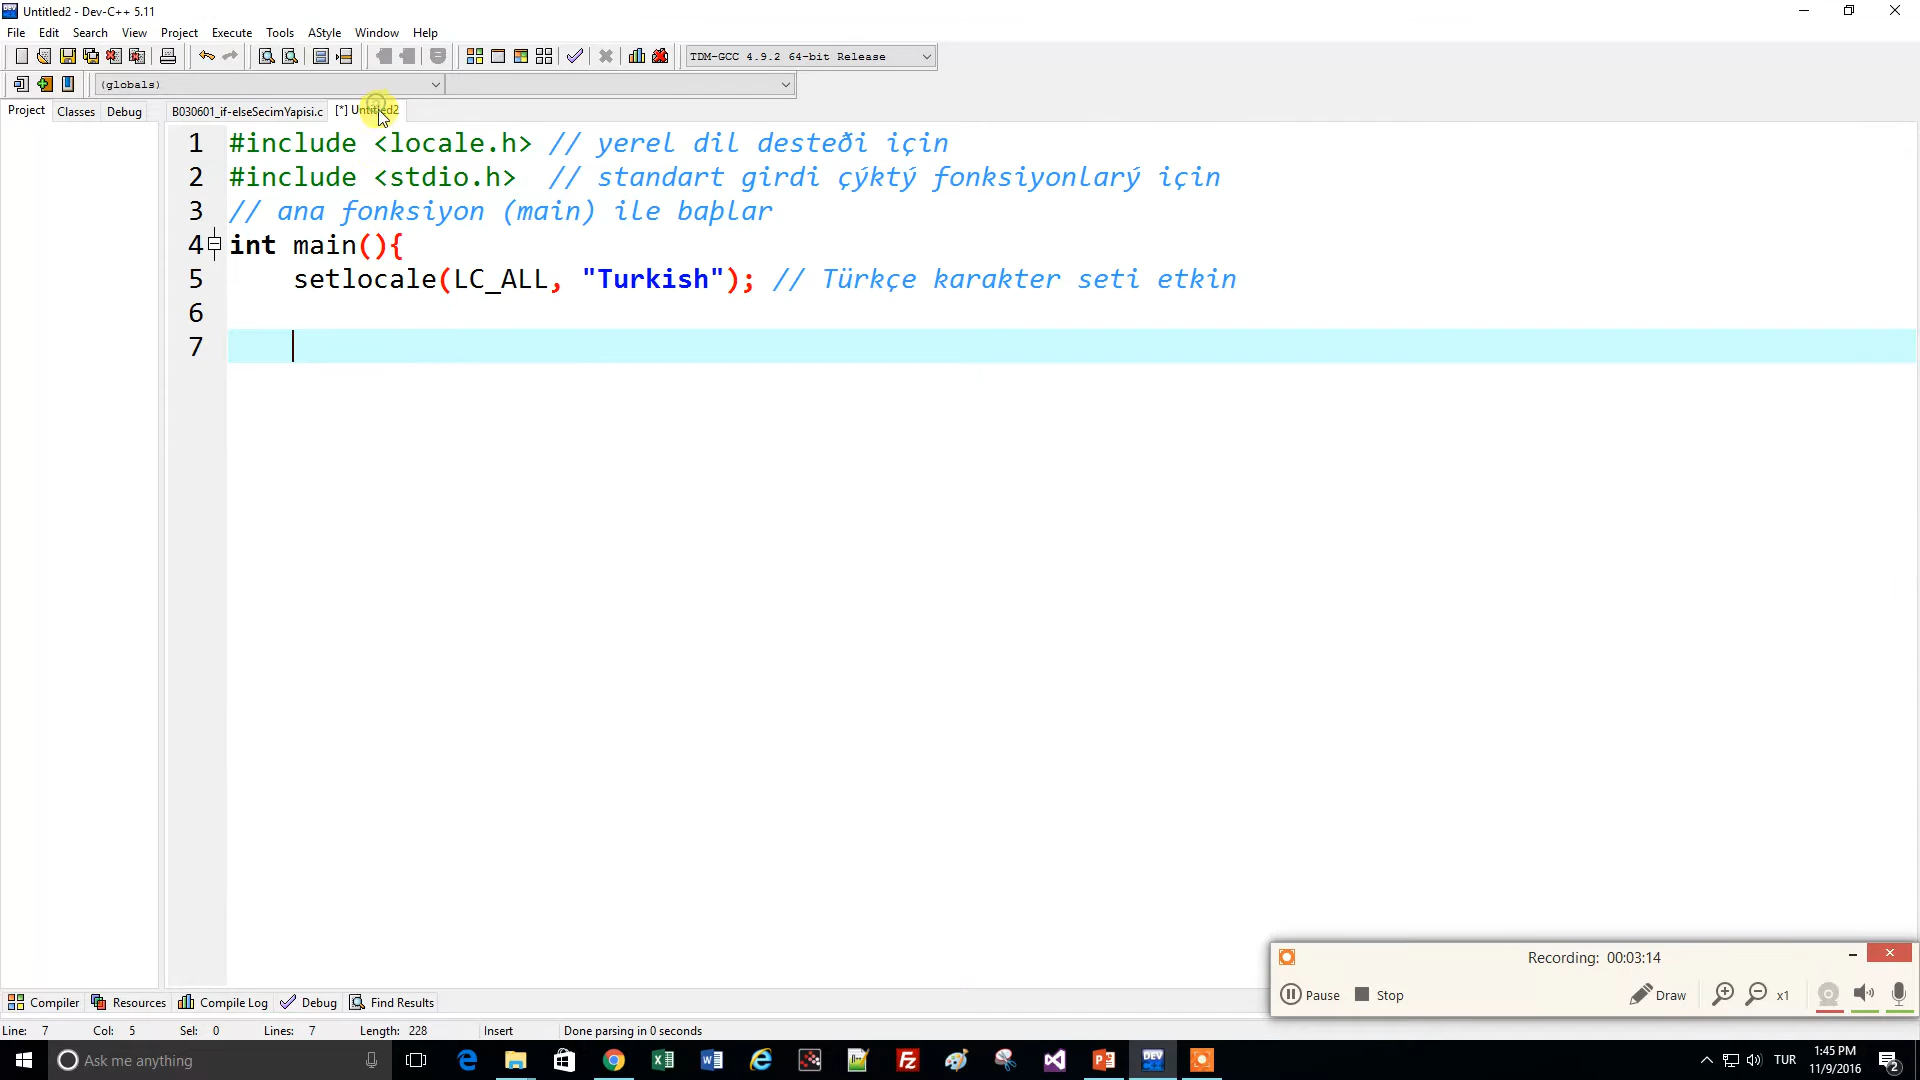 Untitled2 - Dev-C++ 5.11
File Edit Search View Project Execute Tools AStyle Window Help
TDM-GCC 4.9.2 64-bit Release
(globals)
Project Classes Debug B030601_if-elseSecimYapisi.c [*] Untitled2
1 #include <locale.h> // yerel dil desteði için
2 #include <stdio.h> // standart girdi çýktý fonksiyonlarý için
3 // ana fonksiyon (main) ile baþlar
4 int main(){
5 setlocale(LC_ALL, "Turkish"); // Türkçe karakter seti etkin
6
7
Recording: 00:03:14
Pause Stop Draw x1
Compiler Resources Compile Log Debug Find Results
Line: 7 Col: 5 Sel: 0 Lines: 7 Length: 228 Insert Done parsing in 0 seconds
Ask me anything
TUR
1:45 PM
11/9/2016
2